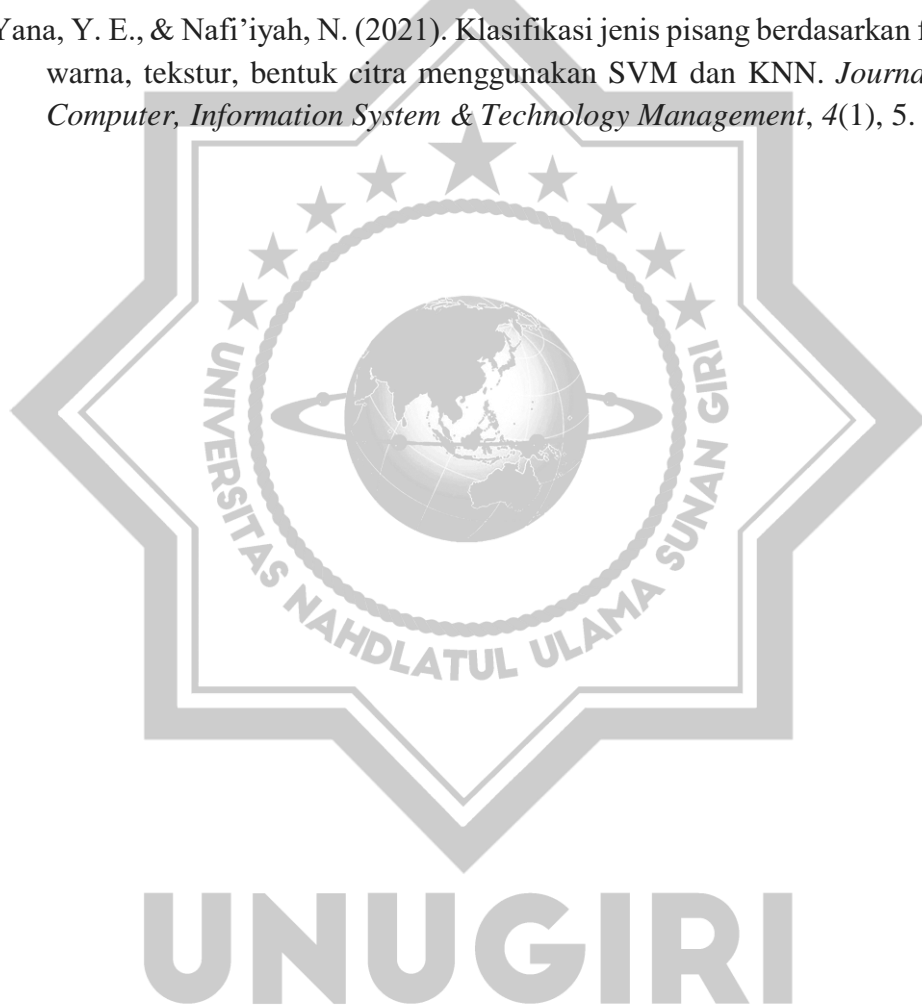 Yana, Y. E., & Nafi’iyah, N. (2021). Klasifikasi jenis pisang berdasarkan
warna, tekstur, bentuk citra menggunakan SVM dan KNN.
Computer, Information System & Technology Management, 4(1), 5.
UNIVERSITAS NAHDLATUL ULAMA SUNAN GIRI
UNUGIRI